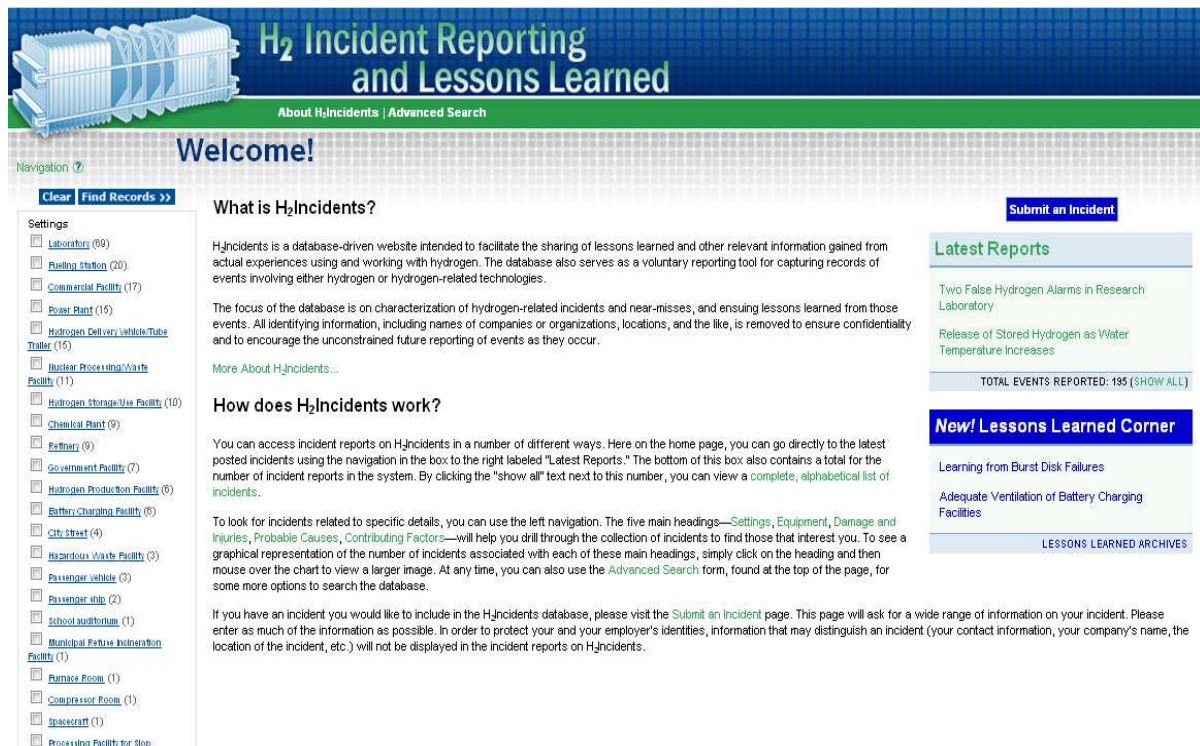 H2 Incident Reporting
and Lessons Learned
About H2Incidents | Advanced Search
Welcome!
Navigation ?
Clear Find Records >>
Settings
Laboratory (69)
Fueling Station (20)
Commercial Facility (17)
Power Plant (15)
Hydrogen Delivery Vehicle/Tube
Trailer (15)
Nuclear Processing/Waste
Facility (11)
Hydrogen Storage/Use Facility (10)
Chemical Plant (9)
Refinery (9)
Government Facility (7)
Hydrogen Production Facility (6)
Battery Charging Facility (6)
City Street (4)
Hazardous Waste Facility (3)
Passenger Vehicle (3)
Passenger ship (2)
School auditorium (1)
Municipal Refuse Incineration
Facility (1)
Furnace Room (1)
Compressor Room (1)
Spacecraft (1)
Processing Facility for Slop
What is H2Incidents?
H2Incidents is a database-driven website intended to facilitate the sharing of lessons learned and other relevant information gained from
actual experiences using and working with hydrogen. The database also serves as a voluntary reporting tool for capturing records of
events involving either hydrogen or hydrogen-related technologies.
The focus of the database is on characterization of hydrogen-related incidents and near-misses, and ensuing lessons learned from those
events. All identifying information, including names of companies or organizations, locations, and the like, is removed to ensure confidentiality
and to encourage the unconstrained future reporting of events as they occur.
More About H2Incidents...
How does H2Incidents work?
You can access incident reports on H2Incidents in a number of different ways. Here on the home page, you can go directly to the latest
posted incidents using the navigation in the box to the right labeled "Latest Reports." The bottom of this box also contains a total for the
number of incident reports in the system. By clicking the "show all" text next to this number, you can view a complete, alphabetical list of
incidents.
To look for incidents related to specific details, you can use the left navigation. The five main headings—Settings, Equipment, Damage and
Injuries, Probable Causes, Contributing Factors—will help you drill through the collection of incidents to find those that interest you. To see a
graphical representation of the number of incidents associated with each of these main headings, simply click on the heading and then
mouse over the chart to view a larger image. At any time, you can also use the Advanced Search form, found at the top of the page, for
some more options to search the database.
If you have an incident you would like to include in the H2Incidents database, please visit the Submit an Incident page. This page will ask for a wide range of information on your incident. Please
enter as much of the information as possible. In order to protect your and your employer's identities, information that may distinguish an incident (your contact information, your company's name, the
location of the incident, etc.) will not be displayed in the incident reports on H2Incidents.
Submit an Incident
Latest Reports
Two False Hydrogen Alarms in Research
Laboratory
Release of Stored Hydrogen as Water
Temperature Increases
TOTAL EVENTS REPORTED: 195 (SHOW ALL)
New! Lessons Learned Corner
Learning from Burst Disk Failures
Adequate Ventilation of Battery Charging
Facilities
LESSONS LEARNED ARCHIVES